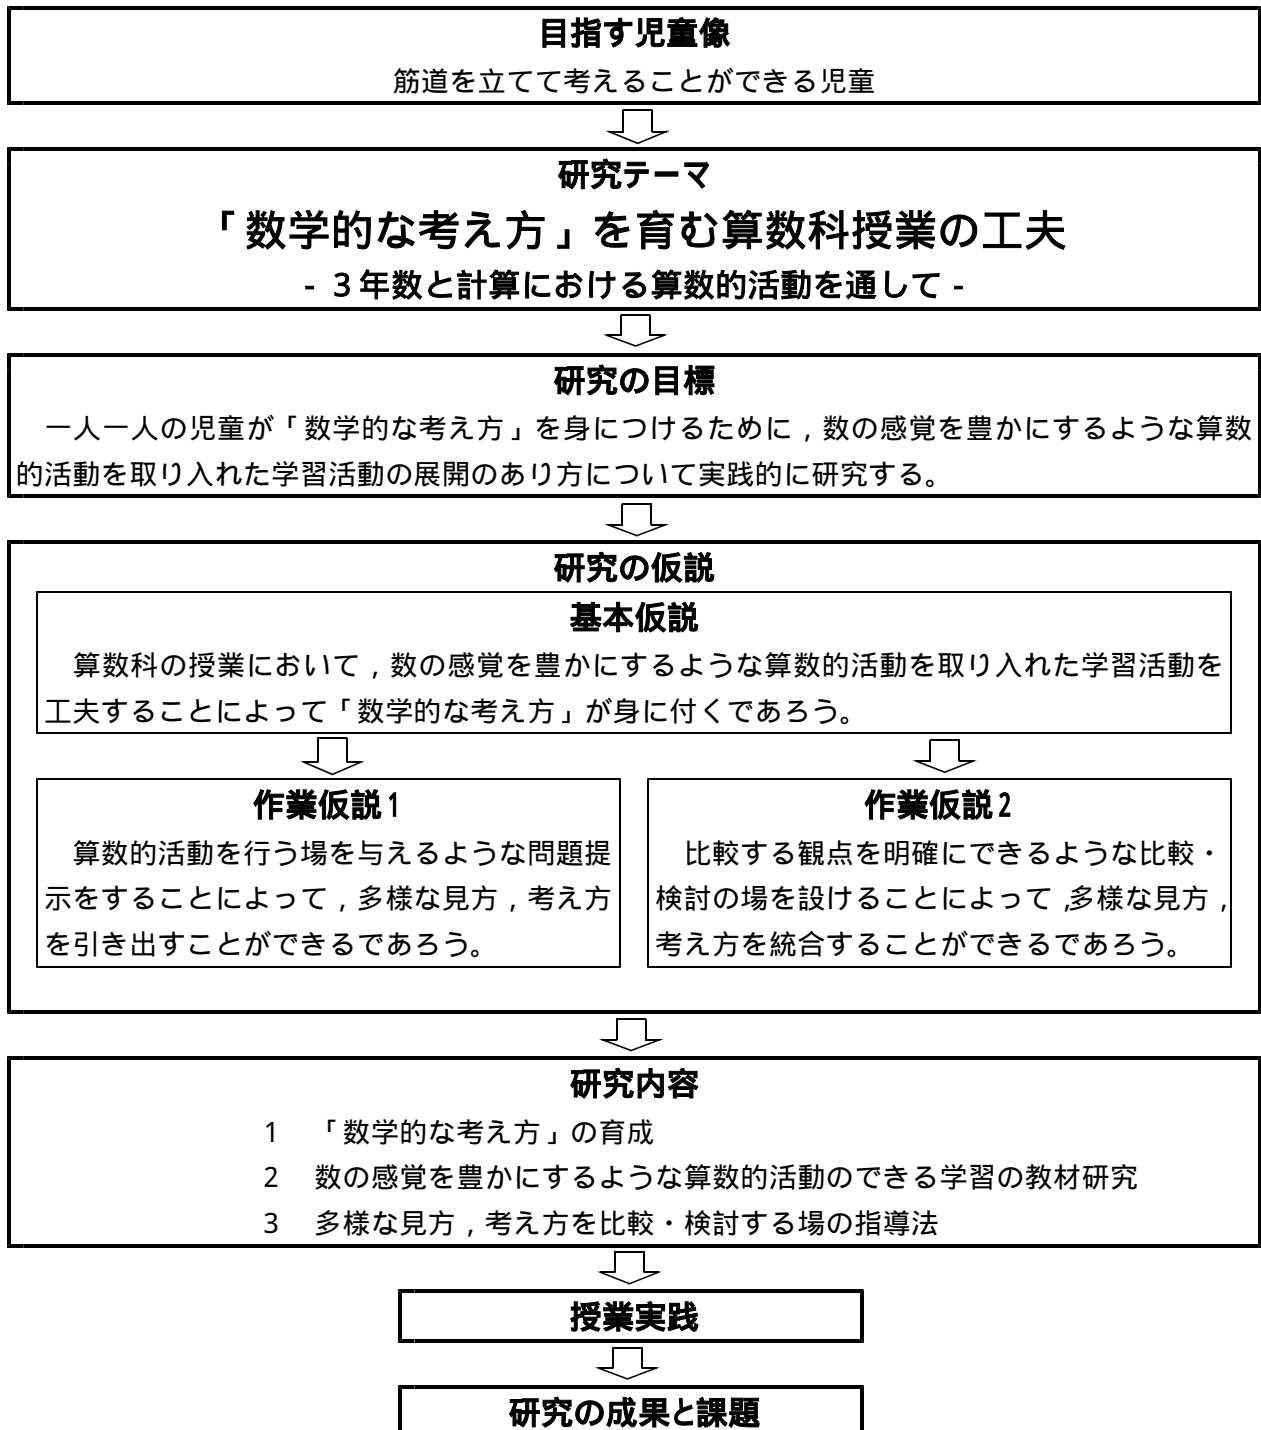 目指す児童像
筋道を立てて考えることができる児童
研究テーマ
「数学的な考え方」を育む算数科授業の工夫
- ３年数と計算における算数的活動を通して -
研究の目標
一人一人の児童が「数学的な考え方」を身につけるために，数の感覚を豊かにするような算数
的活動を取り入れた学習活動の展開のあり方について実践的に研究する。
研究の仮説
基本仮説
算数科の授業において，数の感覚を豊かにするような算数的活動を取り入れた学習活動を
工夫することによって「数学的な考え方」が身に付くであろう。
作業仮説1
算数的活動を行う場を与えるような問題提
示をすることによって，多様な見方，考え方
を引き出すことができるであろう。
作業仮説2
比較する観点を明確にできるような比較・
検討の場を設けることによって，多様な見方，
考え方を統合することができるであろう。
研究内容
1　「数学的な考え方」の育成
2　数の感覚を豊かにするような算数的活動のできる学習の教材研究
3　多様な見方，考え方を比較・検討する場の指導法
授業実践
研究の成果と課題